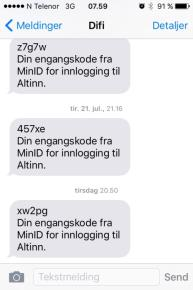 N Telenor 3G 07.59 91 %
Meldinger Difi Detaljer
z7g7w
Din engangskode fra
MinID for innlogging til
Altinn.
tir. 21. jul., 21.16
457xe
Din engangskode fra
MinID for innlogging til
Altinn.
tirsdag 20.50
xw2pg
Din engangskode fra
MinID for innlogging til
Altinn.
Tekstmelding Send